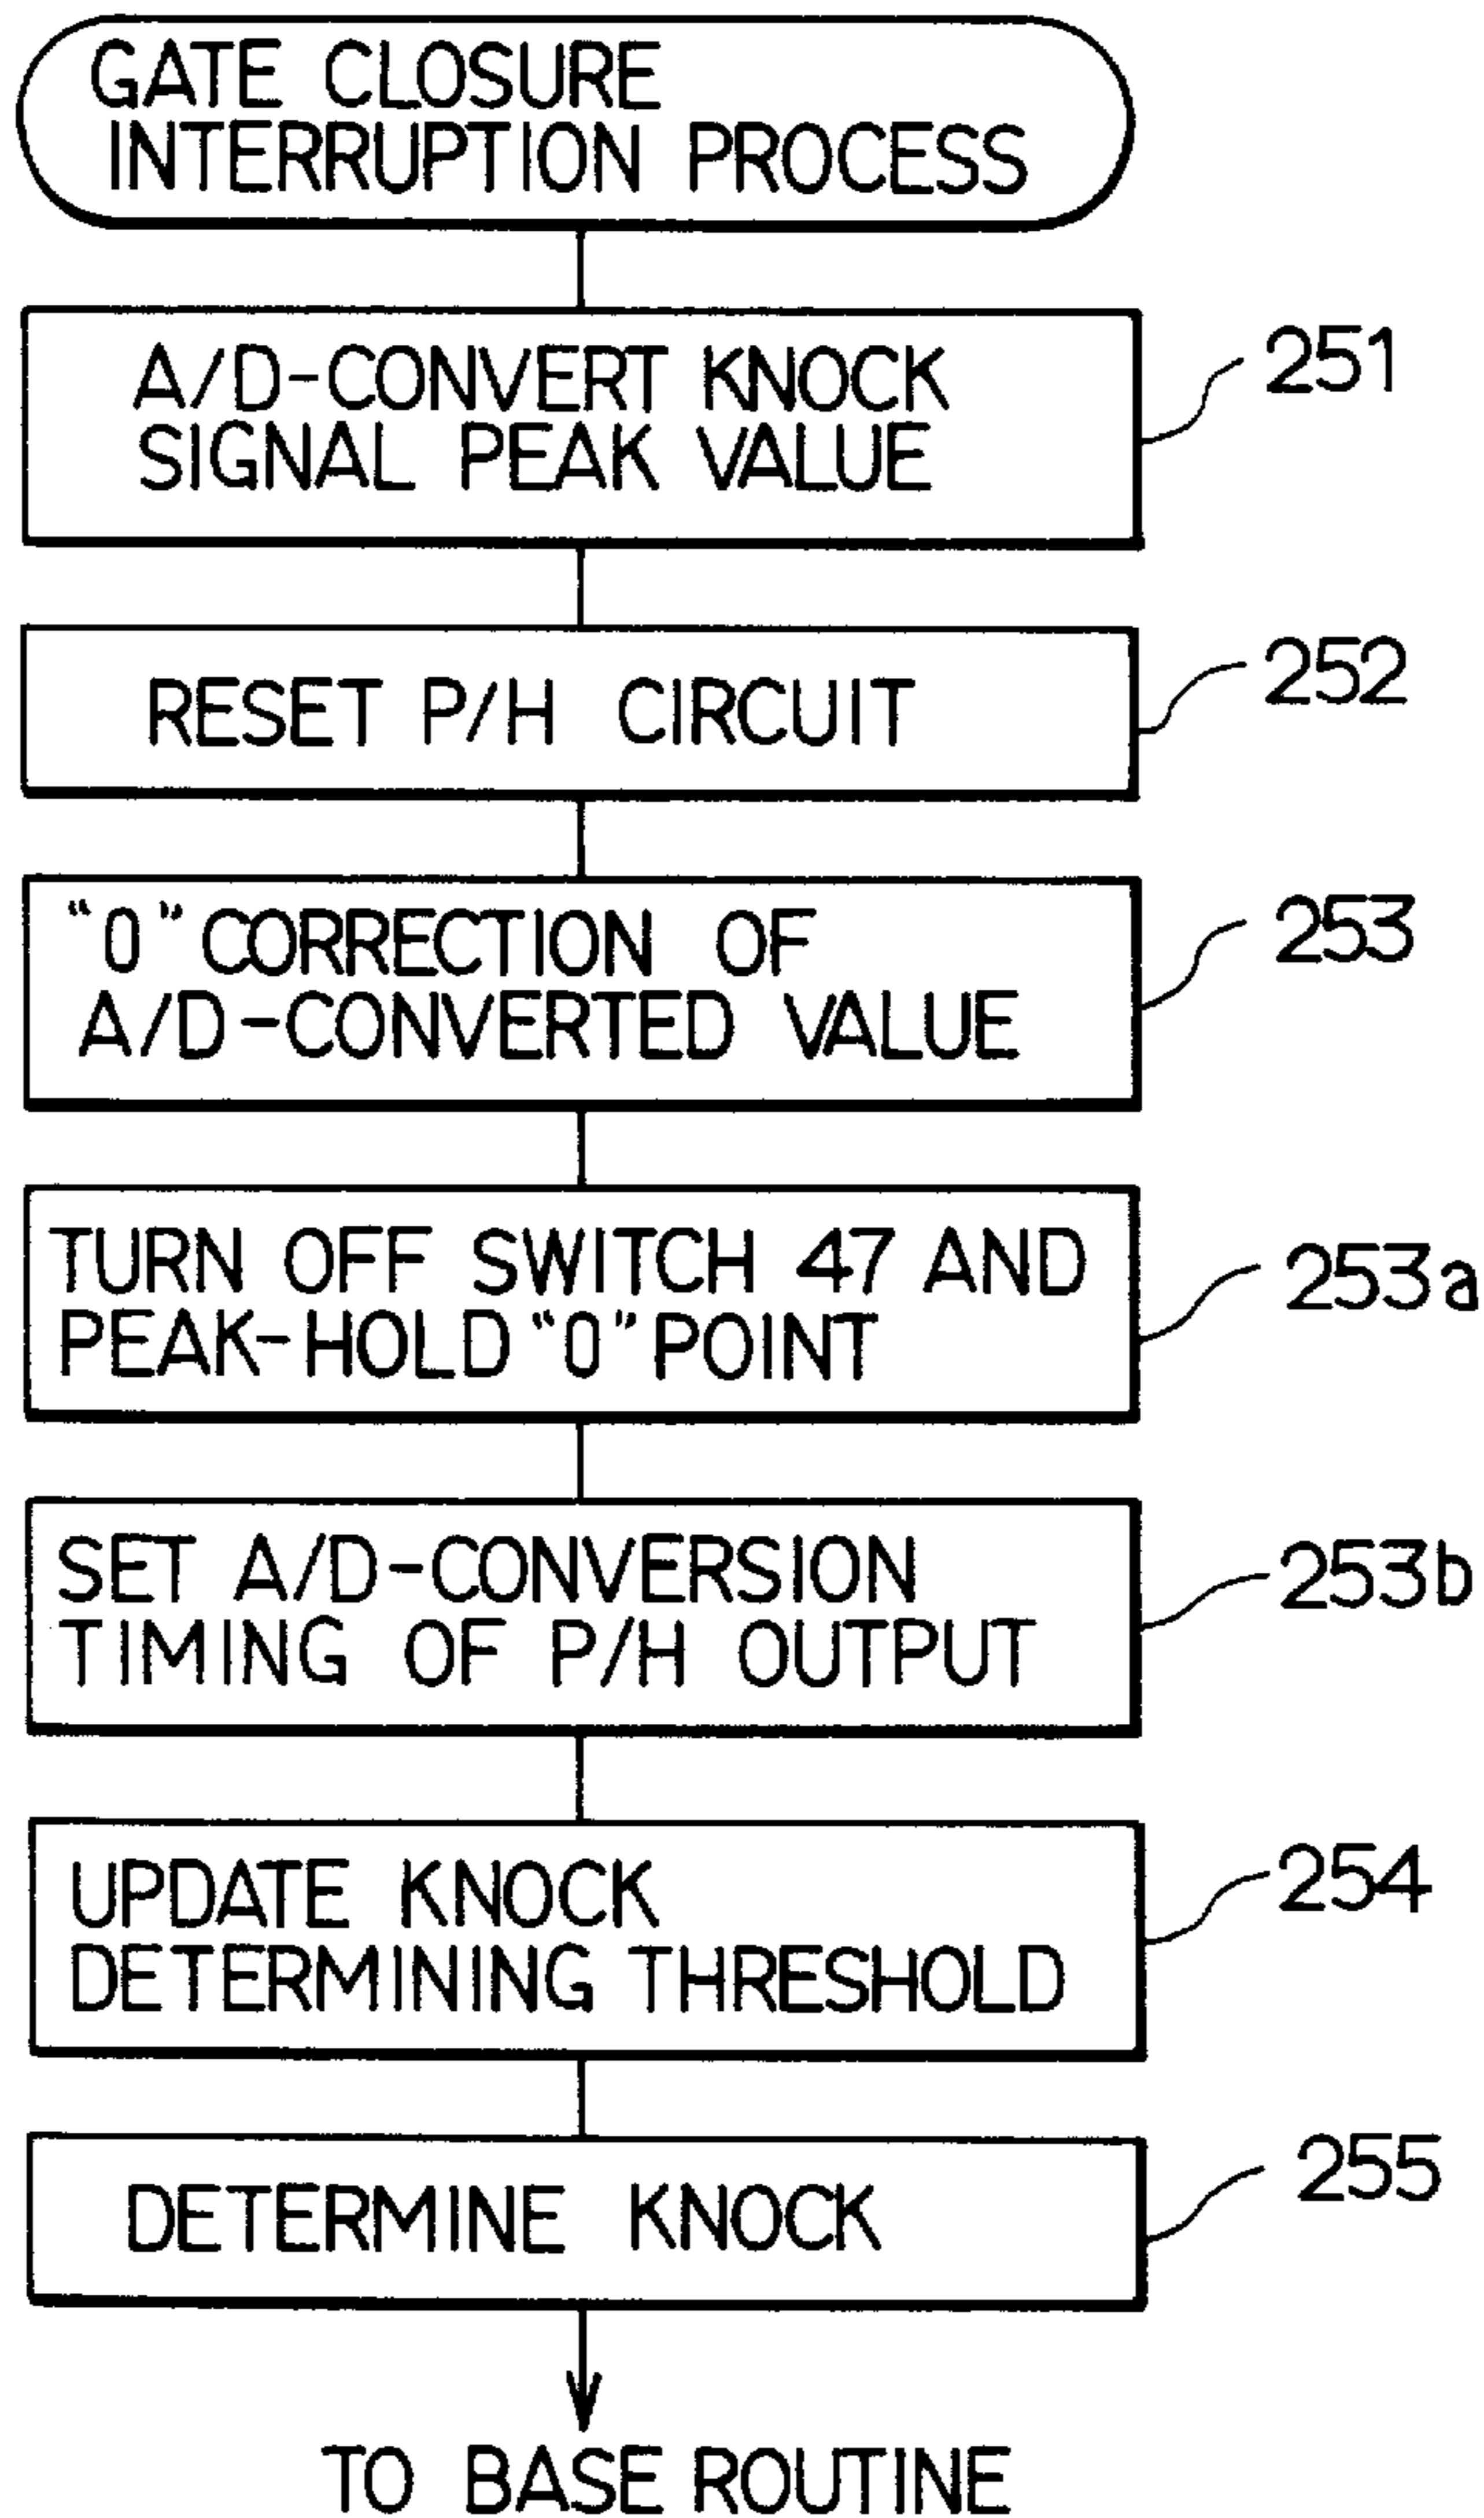 GATE CLOSURE
INTERRUPTION PROCESS
A/D-CONVERT KNOCK
SIGNAL PEAK VALUE
251
RESET P/H CIRCUIT
252
"0" CORRECTION OF
A/D-CONVERTED VALUE
253
TURN OFF SWITCH 47 AND
PEAK-HOLD "0" POINT
253a
SET A/D-CONVERSION
TIMING OF P/H OUTPUT
253b
UPDATE KNOCK
DETERMINING THRESHOLD
254
DETERMINE KNOCK
255
TO BASE ROUTINE